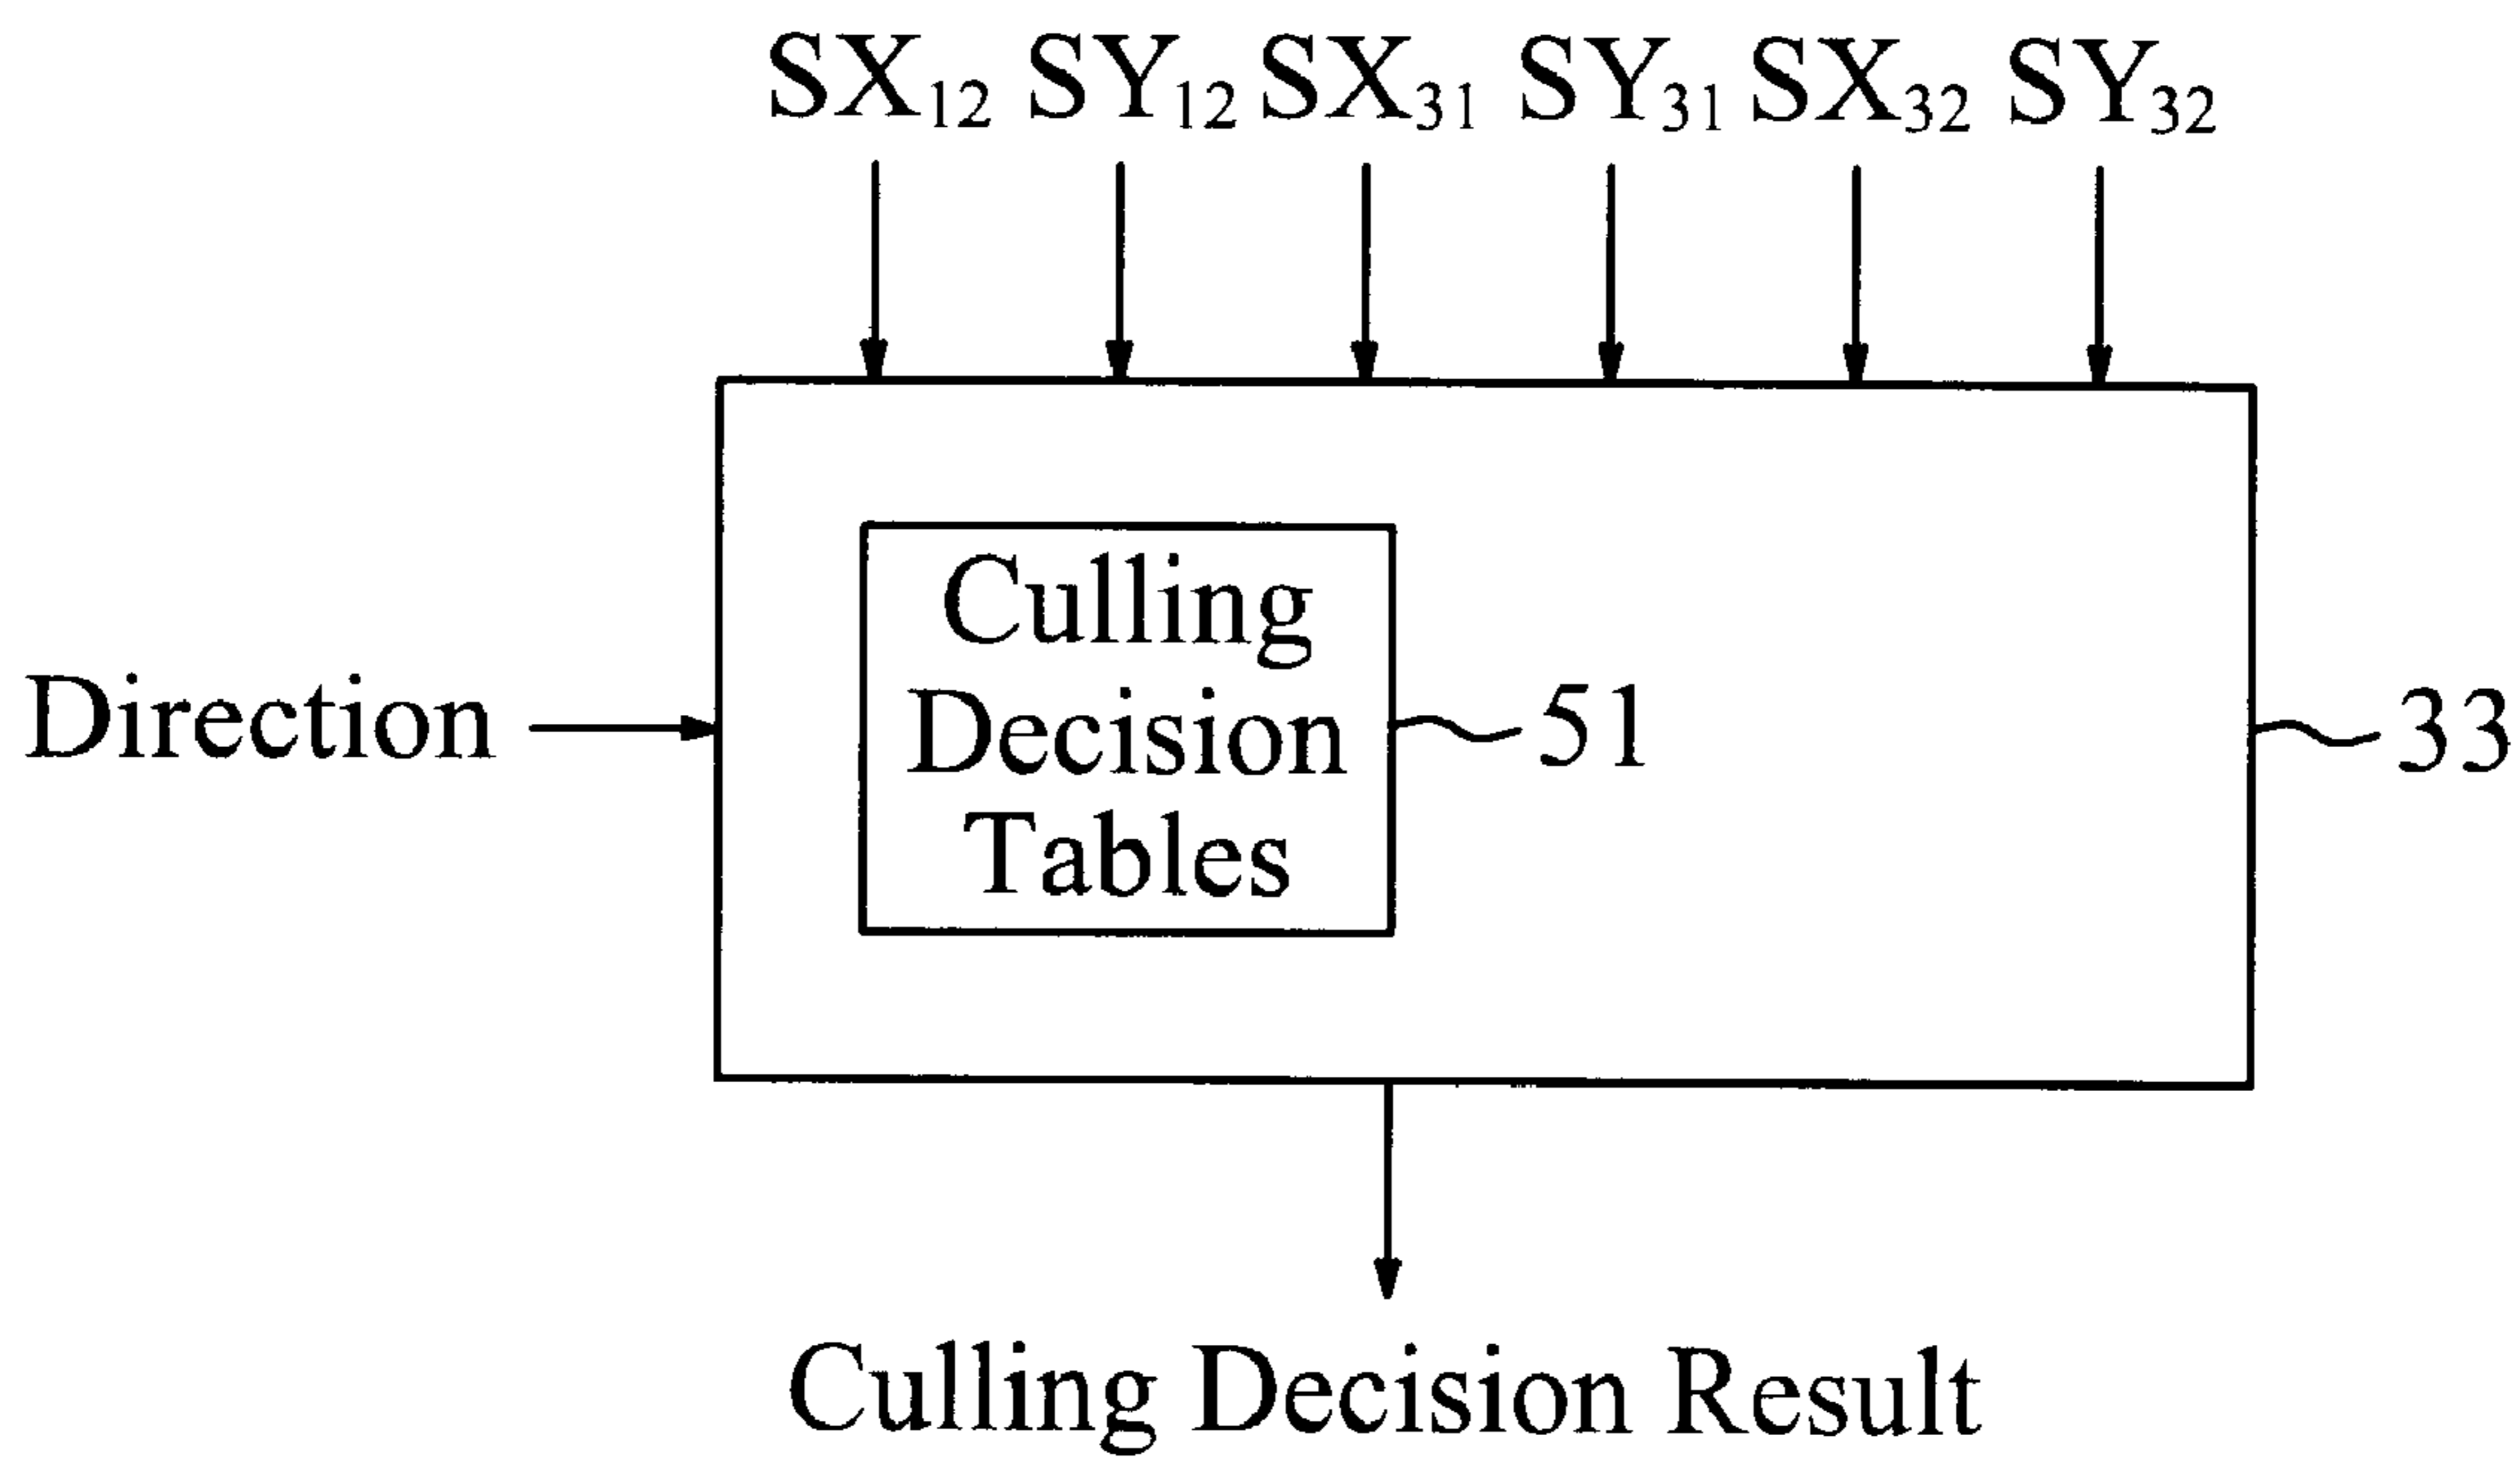 SX₁₂ SY₁₂ SX₃₁ SY₃₁ SX₃₂ SY₃₂
Culling
Decision
Tables
Direction
51
33
Culling Decision Result